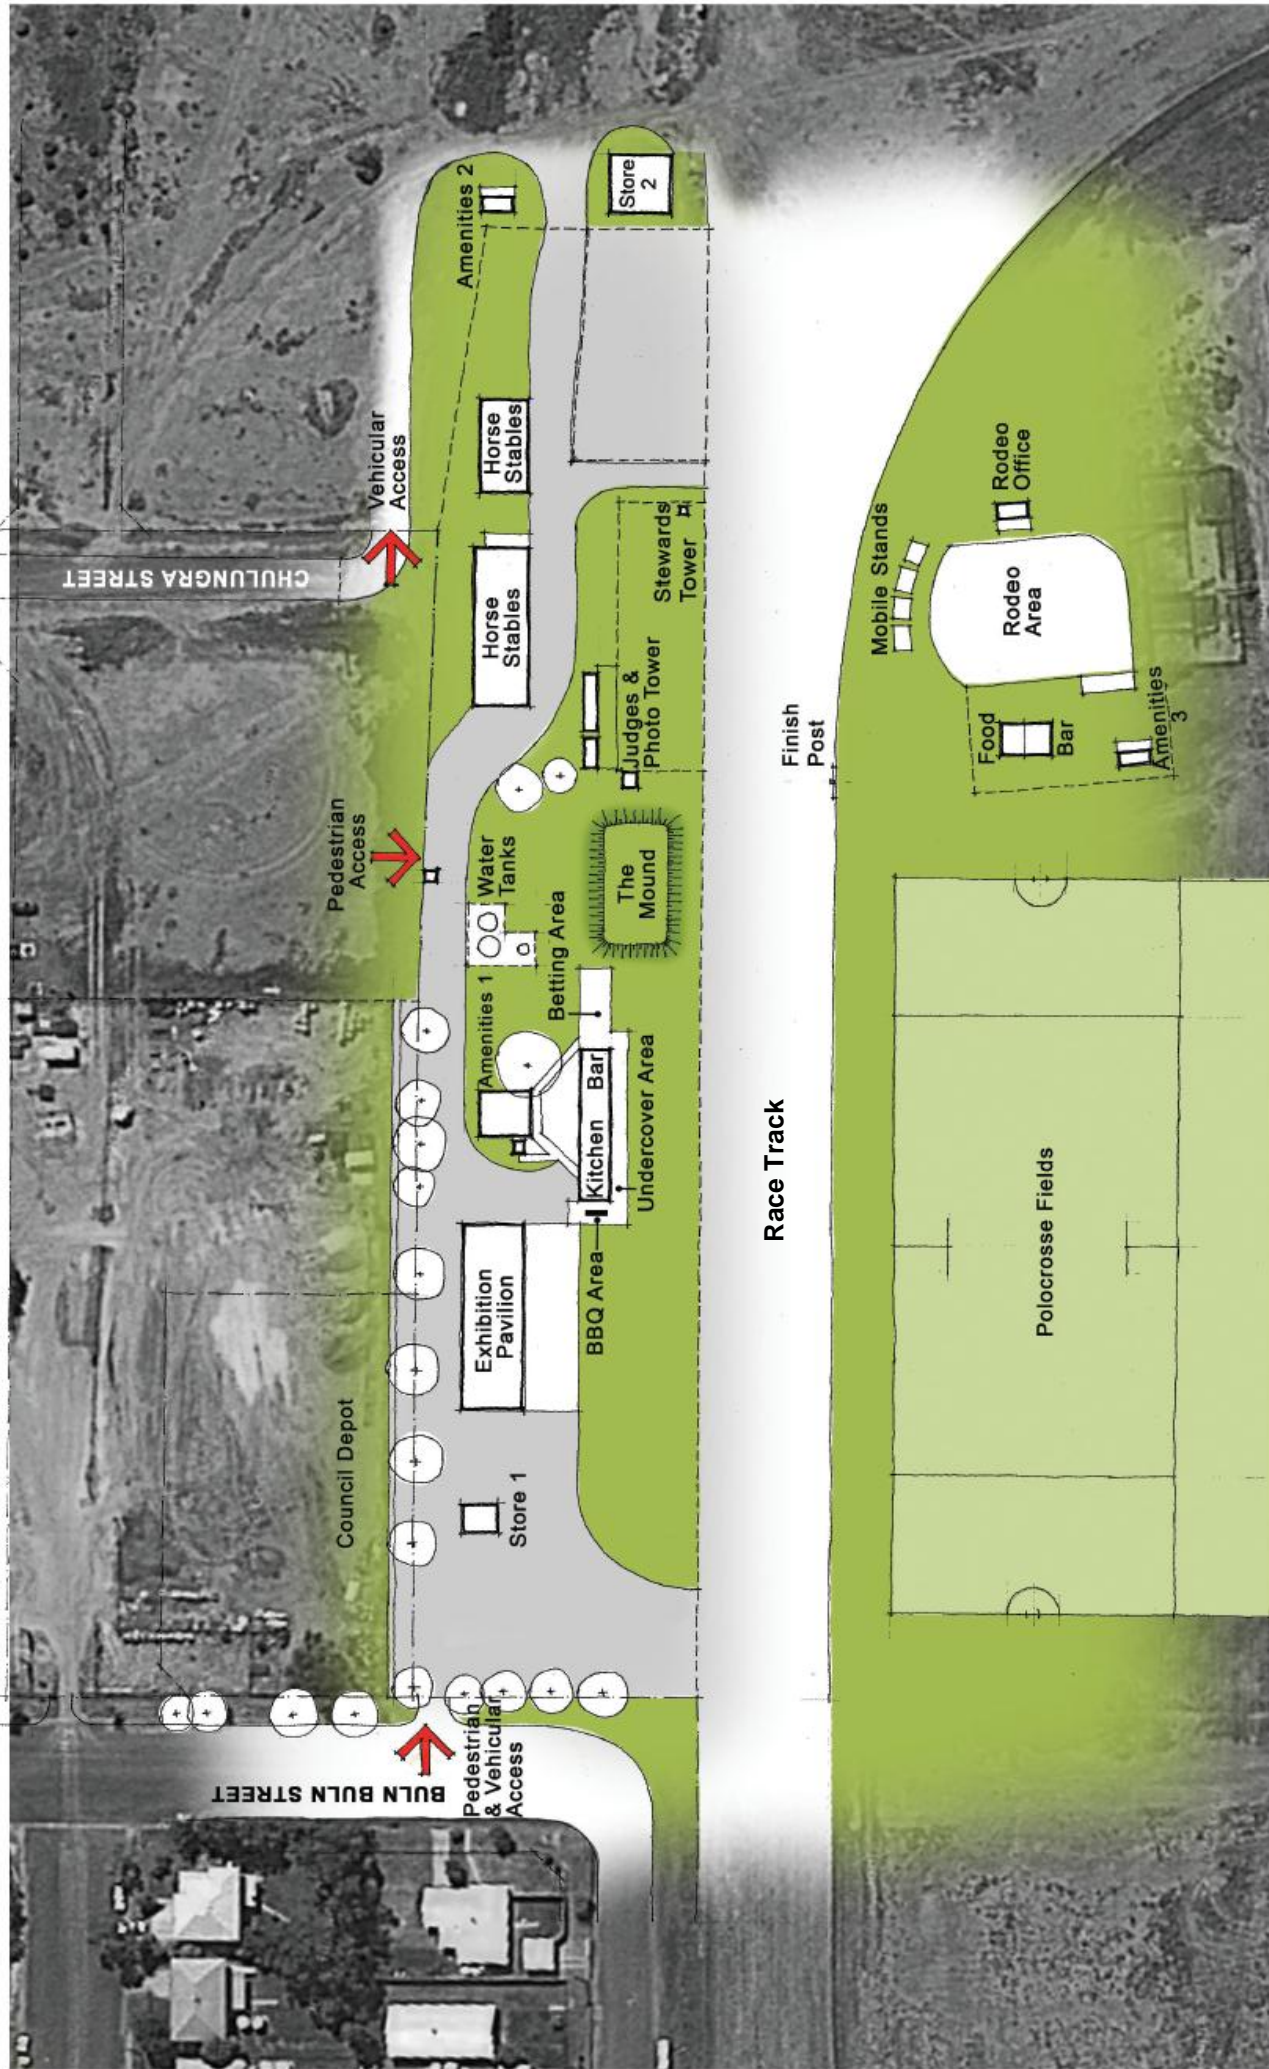 CHULUNGRA STREET
Vehicular
Access
Amenities 2
Store
2
Horse
Stables
Horse
Stables
Pedestrian
Access
Water
Tanks
Judges &
Photo Tower
Stewards
Tower
The
Mound
Betting Area
Amenities 1
Kitchen
Bar
Undercover Area
BBQ Area
Exhibition
Pavilion
Council Depot
Store 1
BULN BULN STREET
Pedestrian
& Vehicular
Access
Race Track
Finish
Post
Mobile Stands
Rodeo
Office
Rodeo
Area
Food
Bar
Amenities
3
Polocrosse Fields